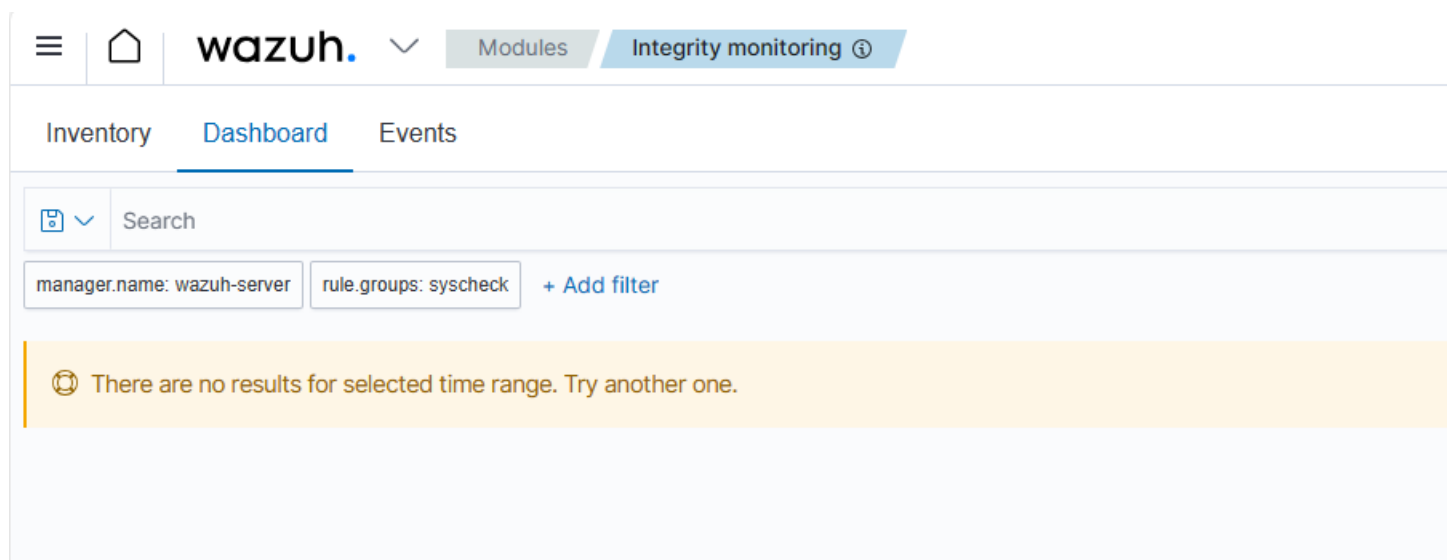 wazuh. Modules Integrity monitoring
Inventory Dashboard Events
Search
manager.name: wazuh-server rule.groups: syscheck + Add filter
There are no results for selected time range. Try another one.